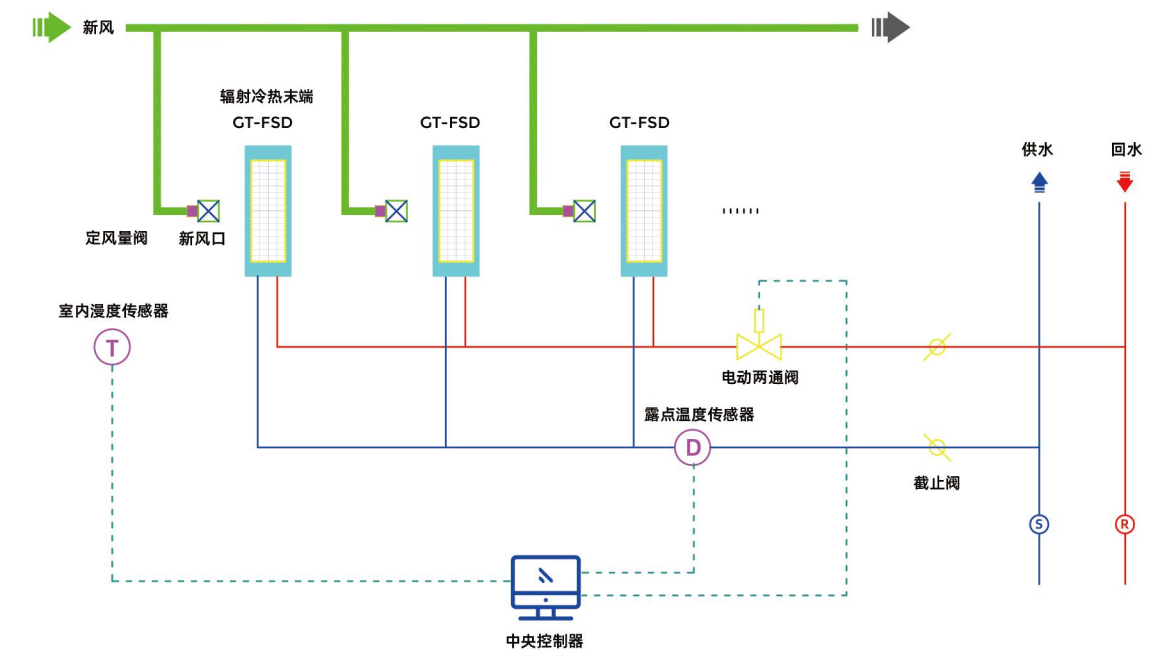 新风
辐射冷热末端
GT-FSD
GT-FSD
GT-FSD
供水
回水
定风量阀
新风口
室内漫度传感器
T
电动两通阀
露点温度传感器
D
截止阀
S
R
中央控制器